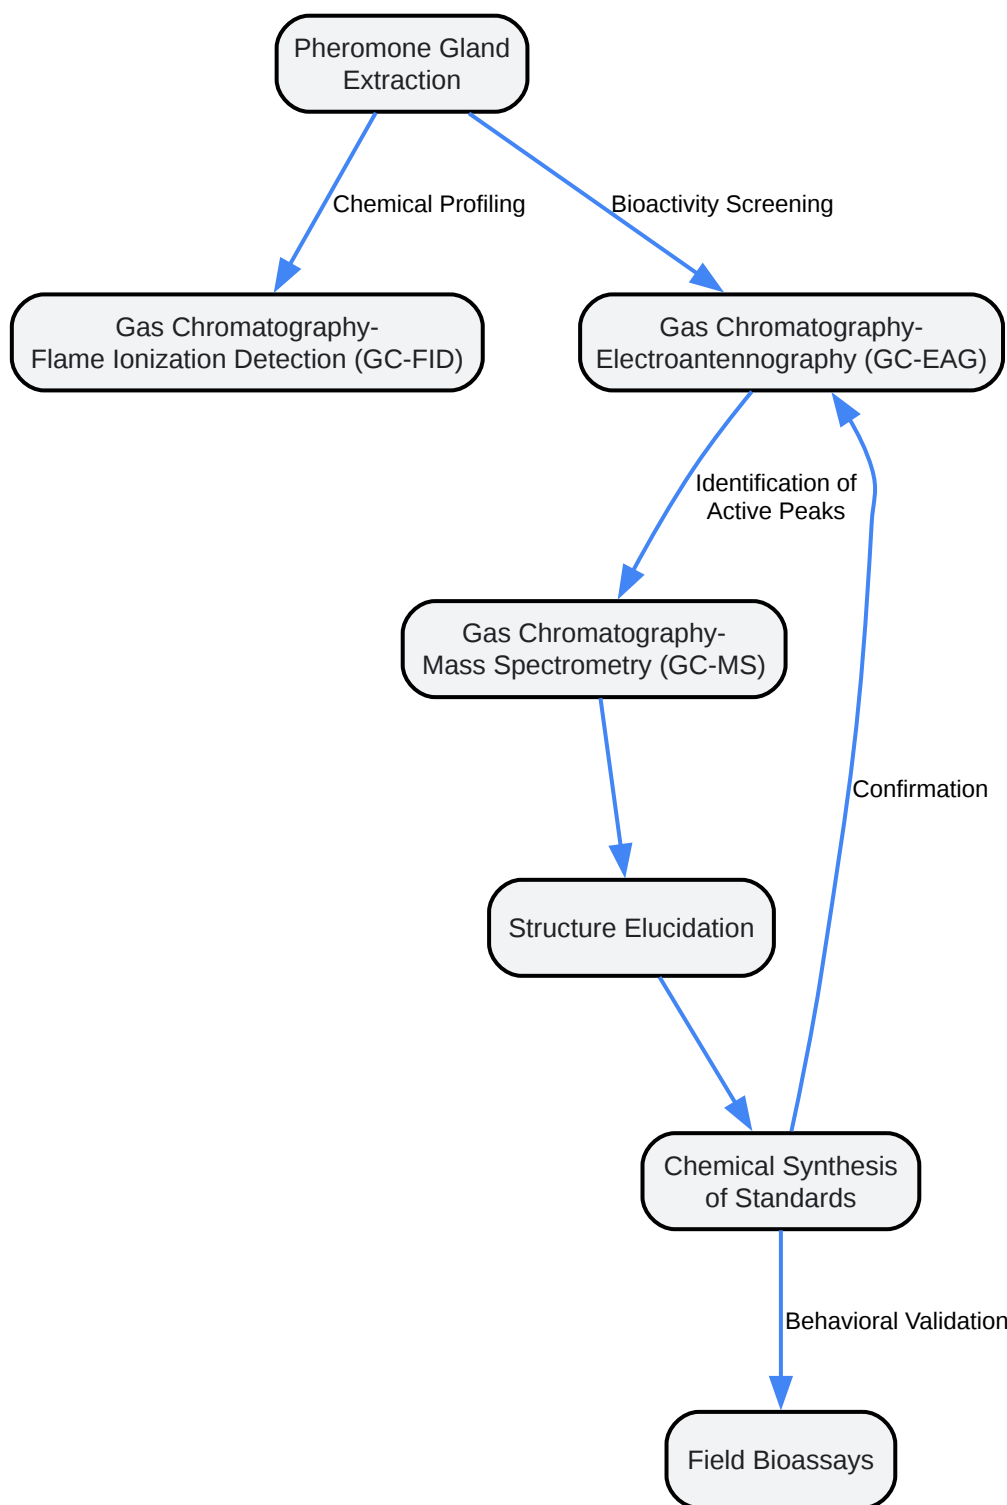 Pheromone Gland
Extraction
Chemical Profiling
Bioactivity Screening
Gas Chromatography-
Flame Ionization Detection (GC-FID)
Gas Chromatography-
Electroantennography (GC-EAG)
Identification of
Active Peaks
Gas Chromatography-
Mass Spectrometry (GC-MS)
Confirmation
Structure Elucidation
Chemical Synthesis
of Standards
Behavioral Validation
Field Bioassays